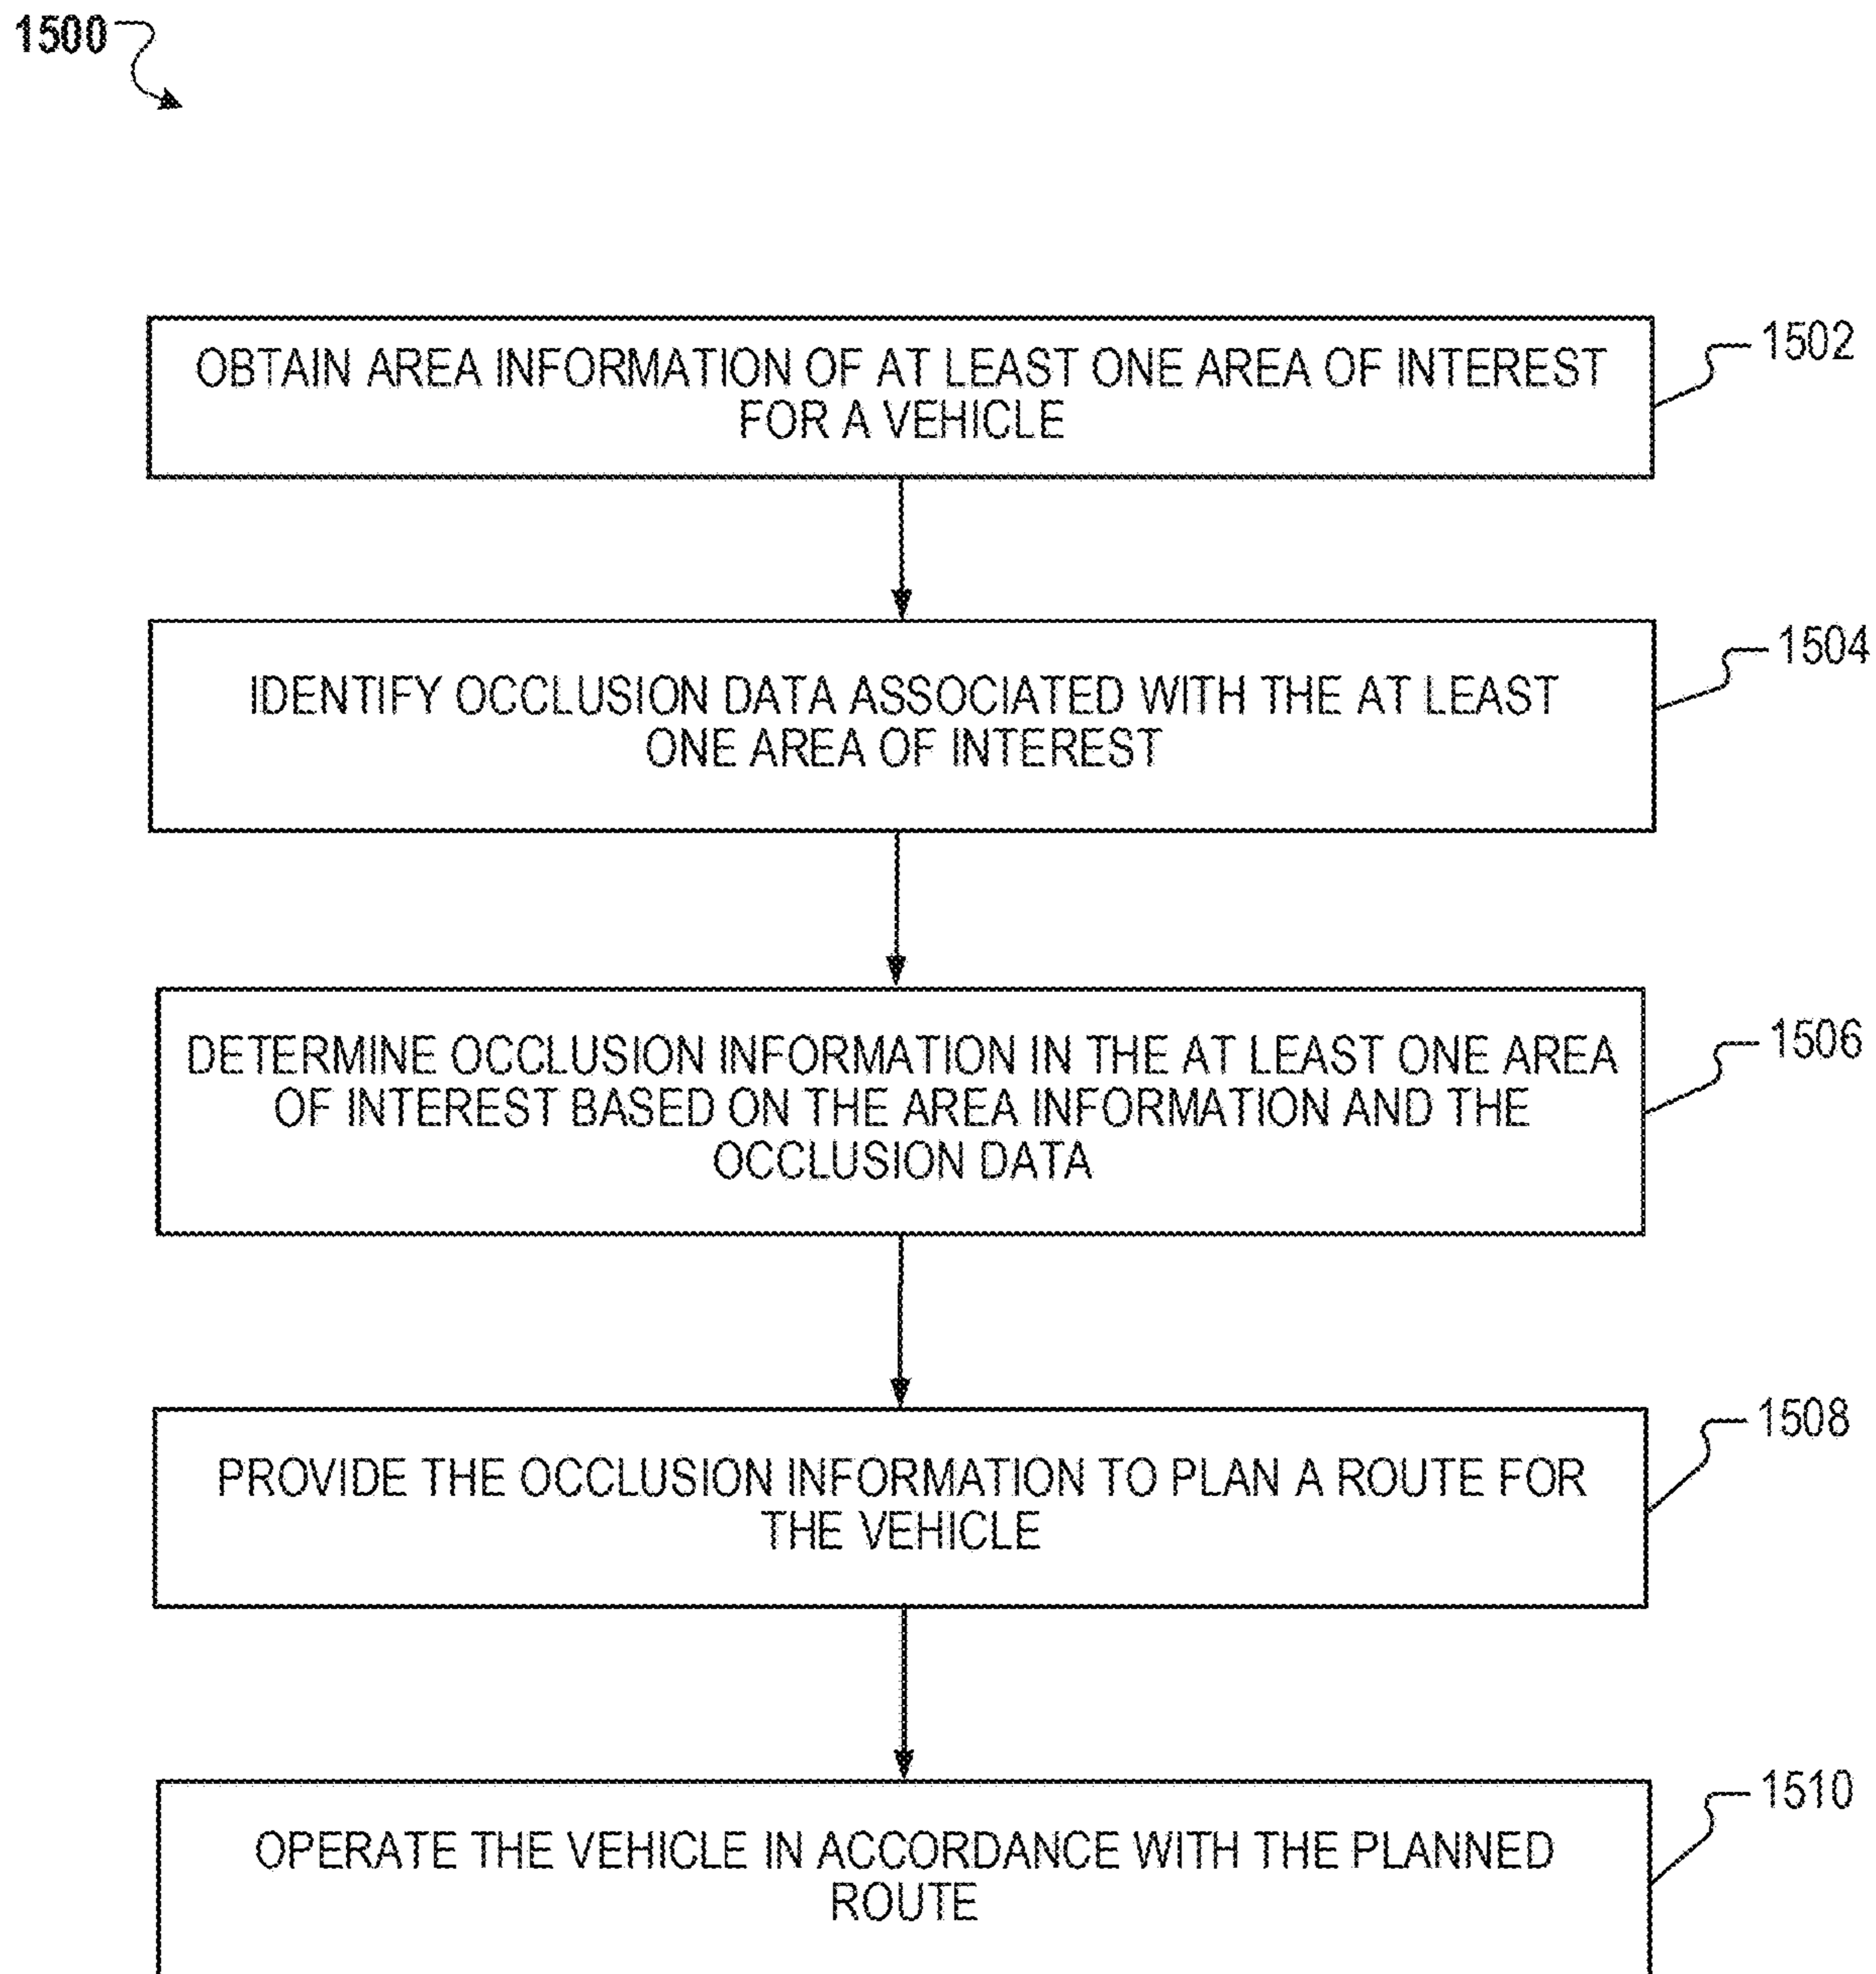 1500
OBTAIN AREA INFORMATION OF AT LEAST ONE AREA OF INTEREST
FOR A VEHICLE
1502
IDENTIFY OCCLUSION DATA ASSOCIATED WITH THE AT LEAST
ONE AREA OF INTEREST
1504
DETERMINE OCCLUSION INFORMATION IN THE AT LEAST ONE AREA
OF INTEREST BASED ON THE AREA INFORMATION AND THE
OCCLUSION DATA
1506
PROVIDE THE OCCLUSION INFORMATION TO PLAN A ROUTE FOR
THE VEHICLE
1508
OPERATE THE VEHICLE IN ACCORDANCE WITH THE PLANNED
ROUTE
1510